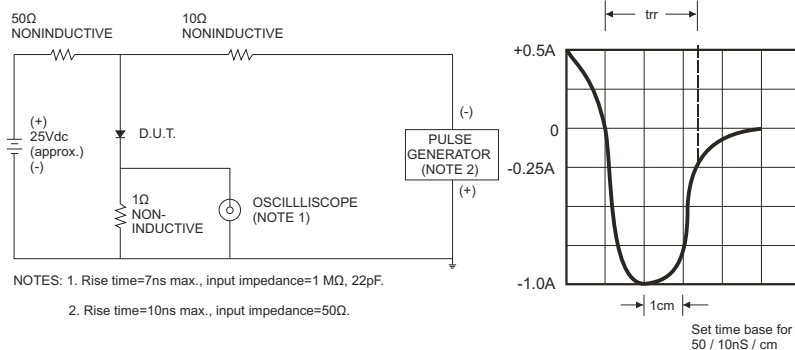 50Ω
NONINDUCTIVE
10Ω
NONINDUCTIVE
(+)
25Vdc
(approx.)
(-)
D.U.T.
1Ω
NON-
INDUCTIVE
OSCILLLISCOPE
(NOTE 1)
(-)
PULSE
GENERATOR
(NOTE 2)
(+)
NOTES: 1. Rise time=7ns max., input impedance=1 MΩ, 22pF.
2. Rise time=10ns max., input impedance=50Ω.
trr
+0.5A
0
-0.25A
-1.0A
1cm
Set time base for
50 / 10nS / cm